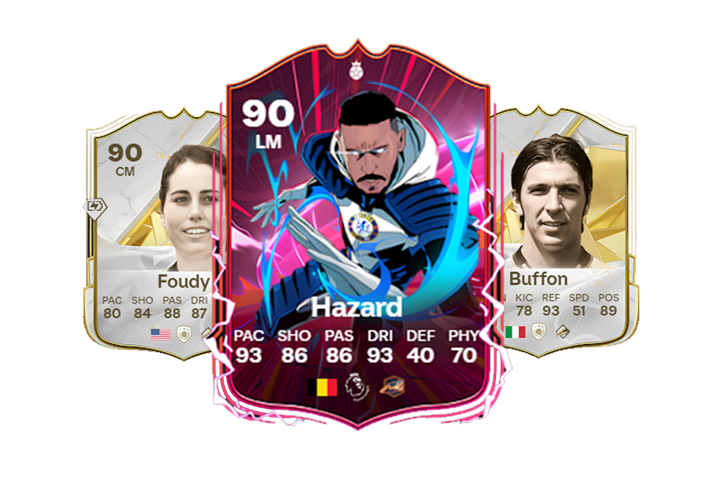 90
CM
Foudy
PAC SHO PAS DRI
80 84 88 87
90
LM
Hazard
PAC SHO PAS DRI DEF PHY
93 86 86 93 40 70
Buffon
KIC REF SPD POS
78 93 51 89